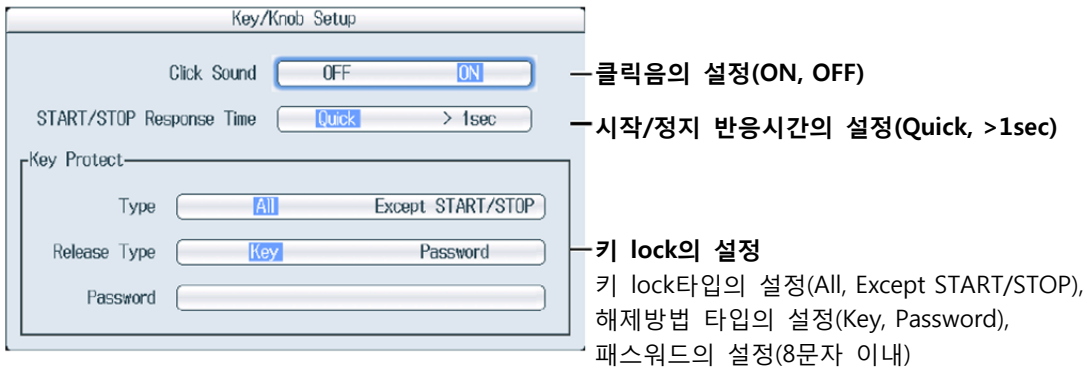 Key/Knob Setup
Click Sound OFF ON
클릭음의 설정(ON, OFF)
START/STOP Response Time Quick > 1sec
시작/정지 반응시간의 설정(Quick, >1sec)
Key Protect
Type All Except START/STOP
Release Type Key Password
키 lock의 설정
키 lock타입의 설정(All, Except START/STOP),
Password
해제방법 타입의 설정(Key, Password),
패스워드의 설정(8문자 이내)